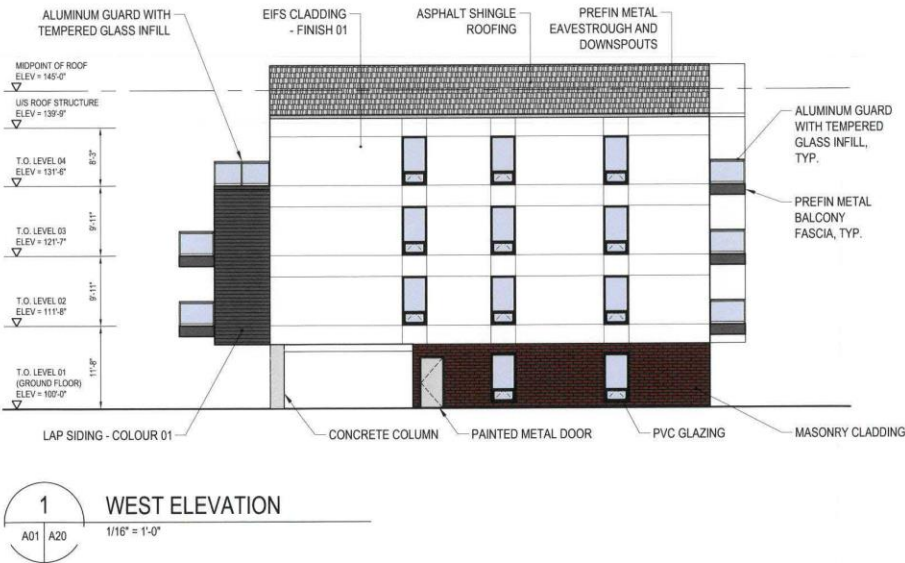 ALUMINUM GUARD WITH
TEMPERED GLASS INFILL
EIFS CLADDING
- FINISH 01
ASPHALT SHINGLE
ROOFING
PREFIN METAL
EAVESTROUGH AND
DOWNSPOUTS
MIDPOINT OF ROOF
ELEV = 145'-0"
U/S ROOF STRUCTURE
ELEV = 139'-9"
8'-3"
T.O. LEVEL 04
ELEV = 131'-6"
9'-11"
T.O. LEVEL 03
ELEV = 121'-7"
9'-11"
T.O. LEVEL 02
ELEV = 111'-8"
11'-8"
T.O. LEVEL 01
(GROUND FLOOR)
ELEV = 100'-0"
ALUMINUM GUARD
WITH TEMPERED
GLASS INFILL,
TYP.
PREFIN METAL
BALCONY
FASCIA, TYP.
LAP SIDING - COLOUR 01
CONCRETE COLUMN
PAINTED METAL DOOR
PVC GLAZING
MASONRY CLADDING
1
A01 A20
WEST ELEVATION
1/16" = 1'-0"